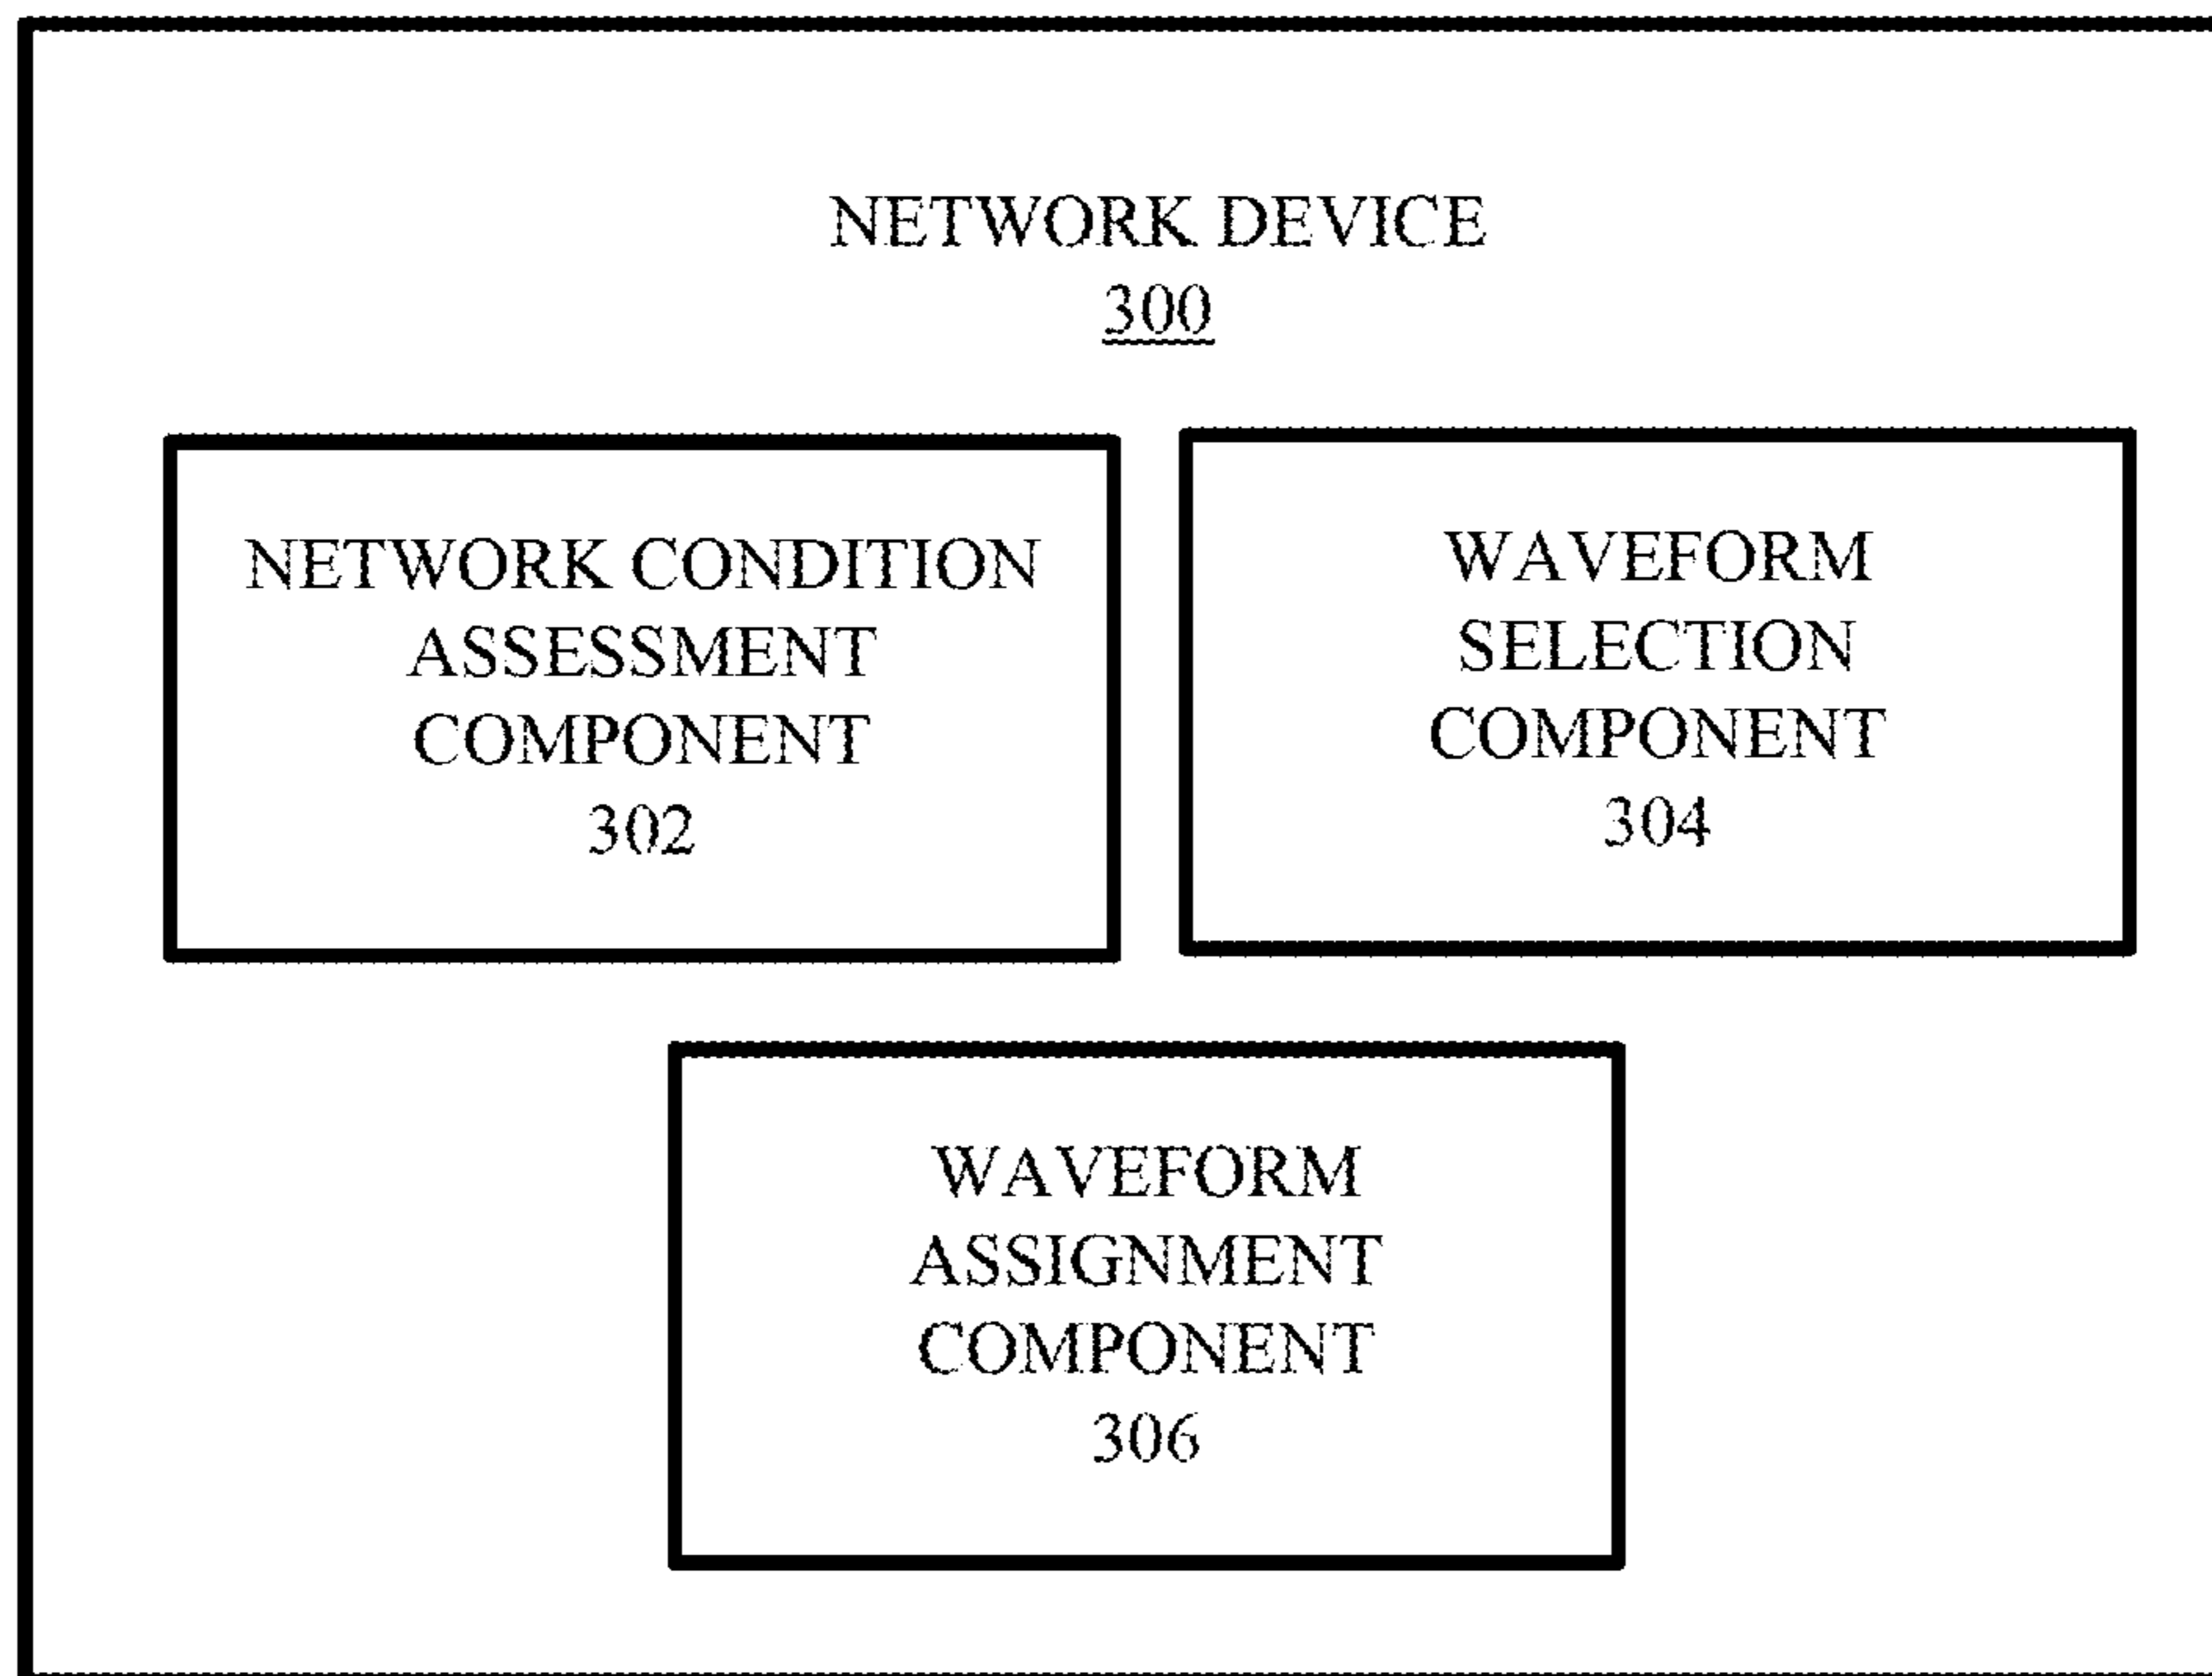 NETWORK DEVICE
300
NETWORK CONDITION
ASSESSMENT
COMPONENT
302
WAVEFORM
SELECTION
COMPONENT
304
WAVEFORM
ASSIGNMENT
COMPONENT
306